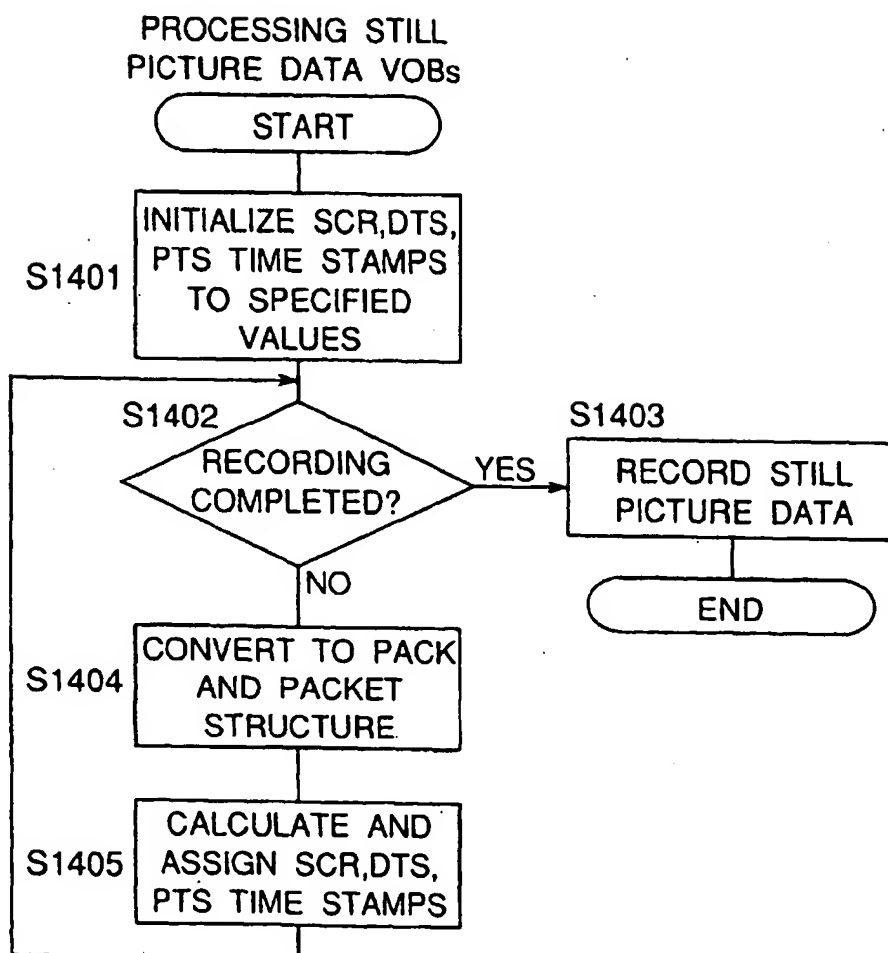 PROCESSING STILL
PICTURE DATA VOBs
START
S1401
INITIALIZE SCR,DTS,
PTS TIME STAMPS
TO SPECIFIED
VALUES
S1402
RECORDING
COMPLETED?
YES
S1403
RECORD STILL
PICTURE DATA
END
NO
S1404
CONVERT TO PACK
AND PACKET
STRUCTURE
S1405
CALCULATE AND
ASSIGN SCR,DTS,
PTS TIME STAMPS